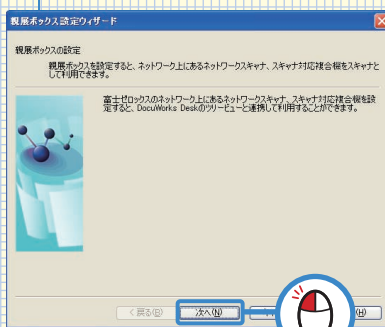 親展ボックス設定ウィザード
親展ボックスの設定
親展ボックスを設定すると、ネットワーク上にあるネットワークスキャナ、スキャナ対応複合機をスキャナと
して利用できます。
富士ゼロックスのネットワーク上にあるネットワークスキャナ、スキャナ対応複合機を設
定すると、DocuWorks Deskのツリービューと連携して利用することができます。
< 戻る(B)
次へ(N)